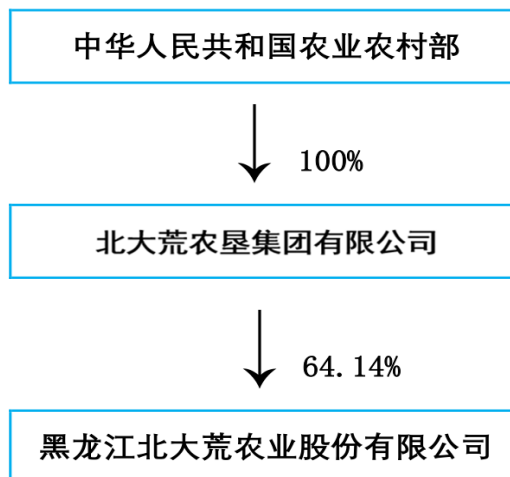 中华人民共和国农业农村部
100%
北大荒农垦集团有限公司
64.14%
黑龙江北大荒农业股份有限公司